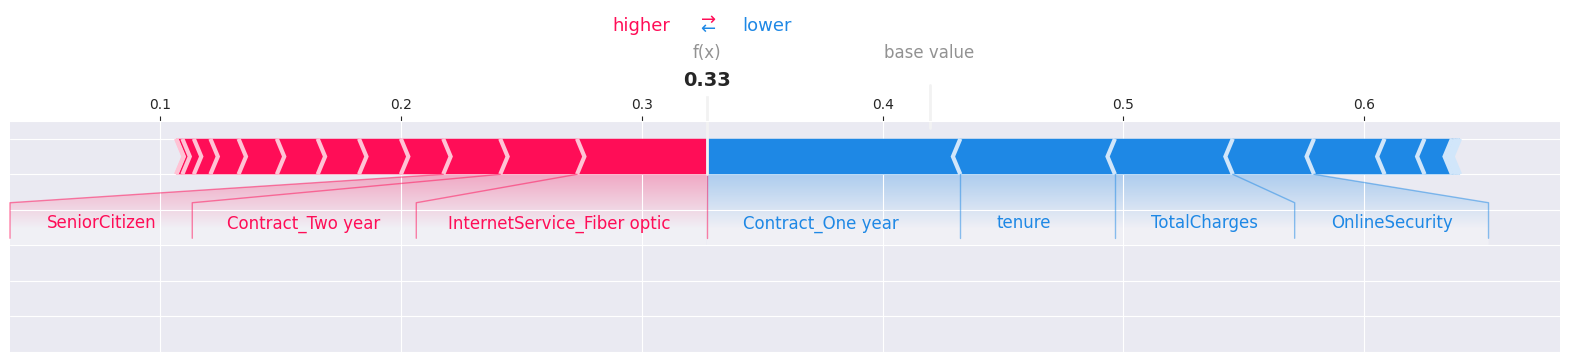 higher ⇄ lower
f(x) base value
0.33
0.1 0.2 0.3 0.4 0.5 0.6
SeniorCitizen Contract_Two year InternetService_Fiber optic Contract_One year tenure TotalCharges OnlineSecurity